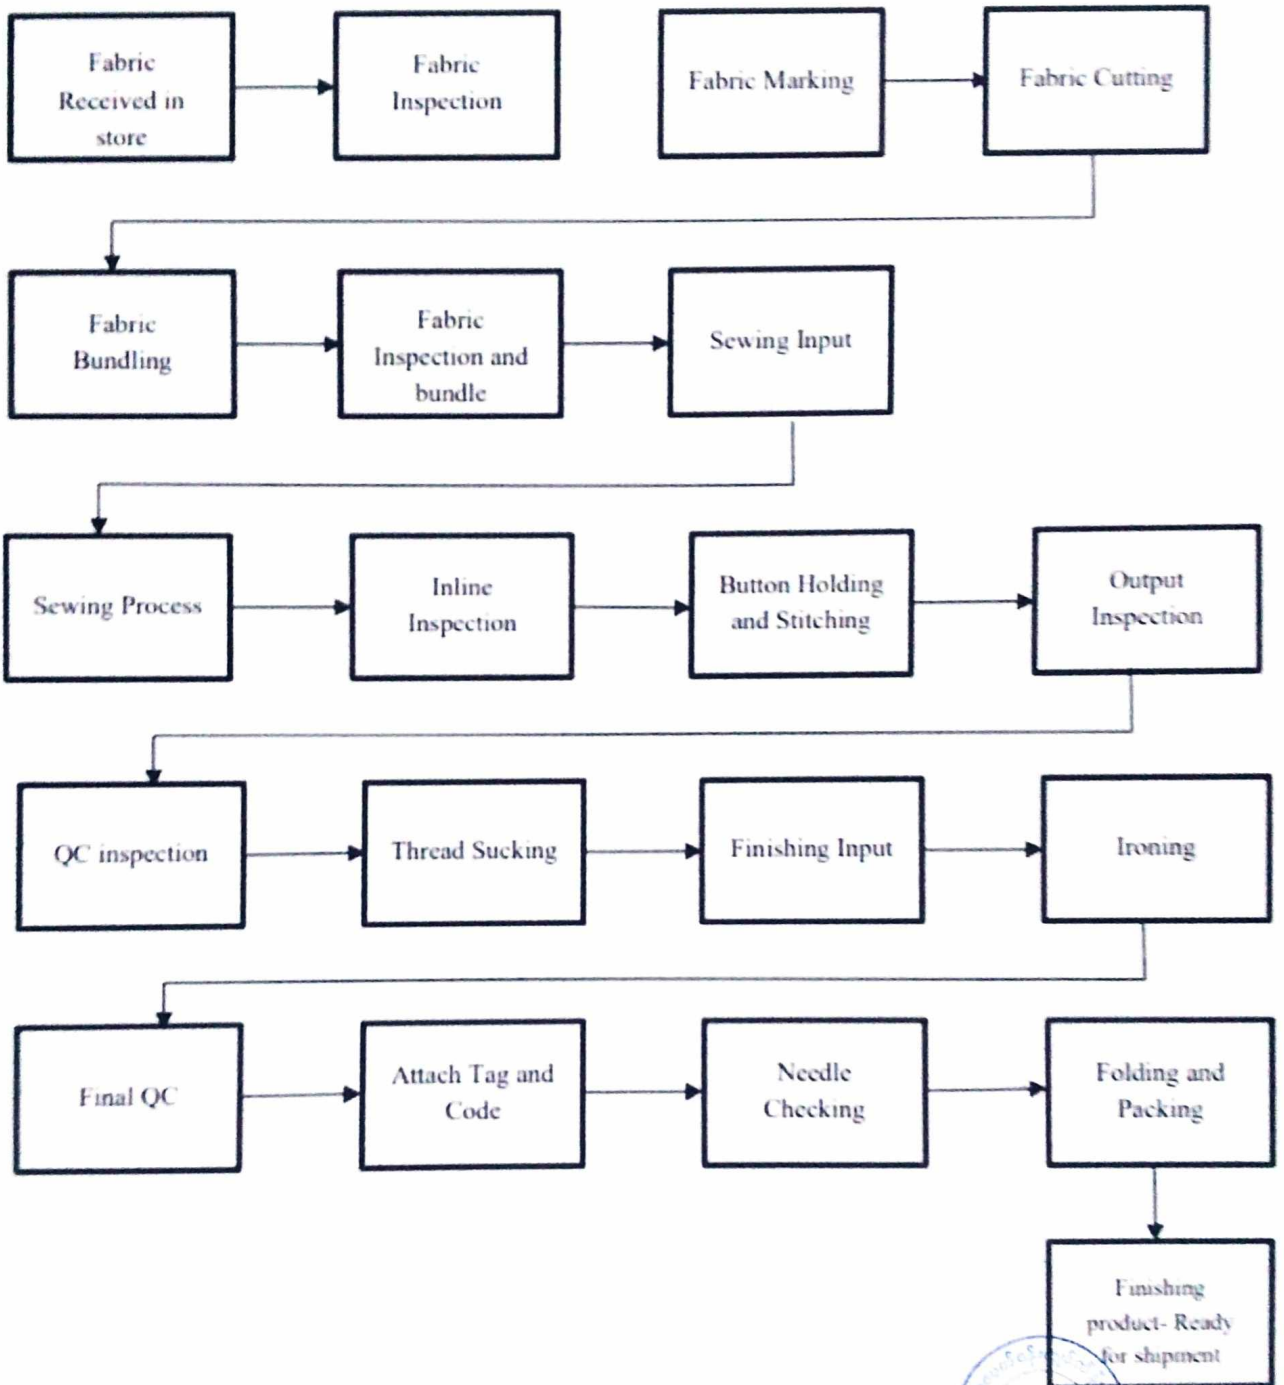 Fabric
Received in
store
Fabric
Inspection
Fabric Marking
Fabric Cutting
Fabric
Bundling
Fabric
Inspection and
bundle
Sewing Input
Sewing Process
Inline
Inspection
Button Holding
and Stitching
Output
Inspection
QC inspection
Thread Sucking
Finishing Input
Ironing
Final QC
Attach Tag and
Code
Needle
Checking
Folding and
Packing
Finishing
product- Ready
for shipment